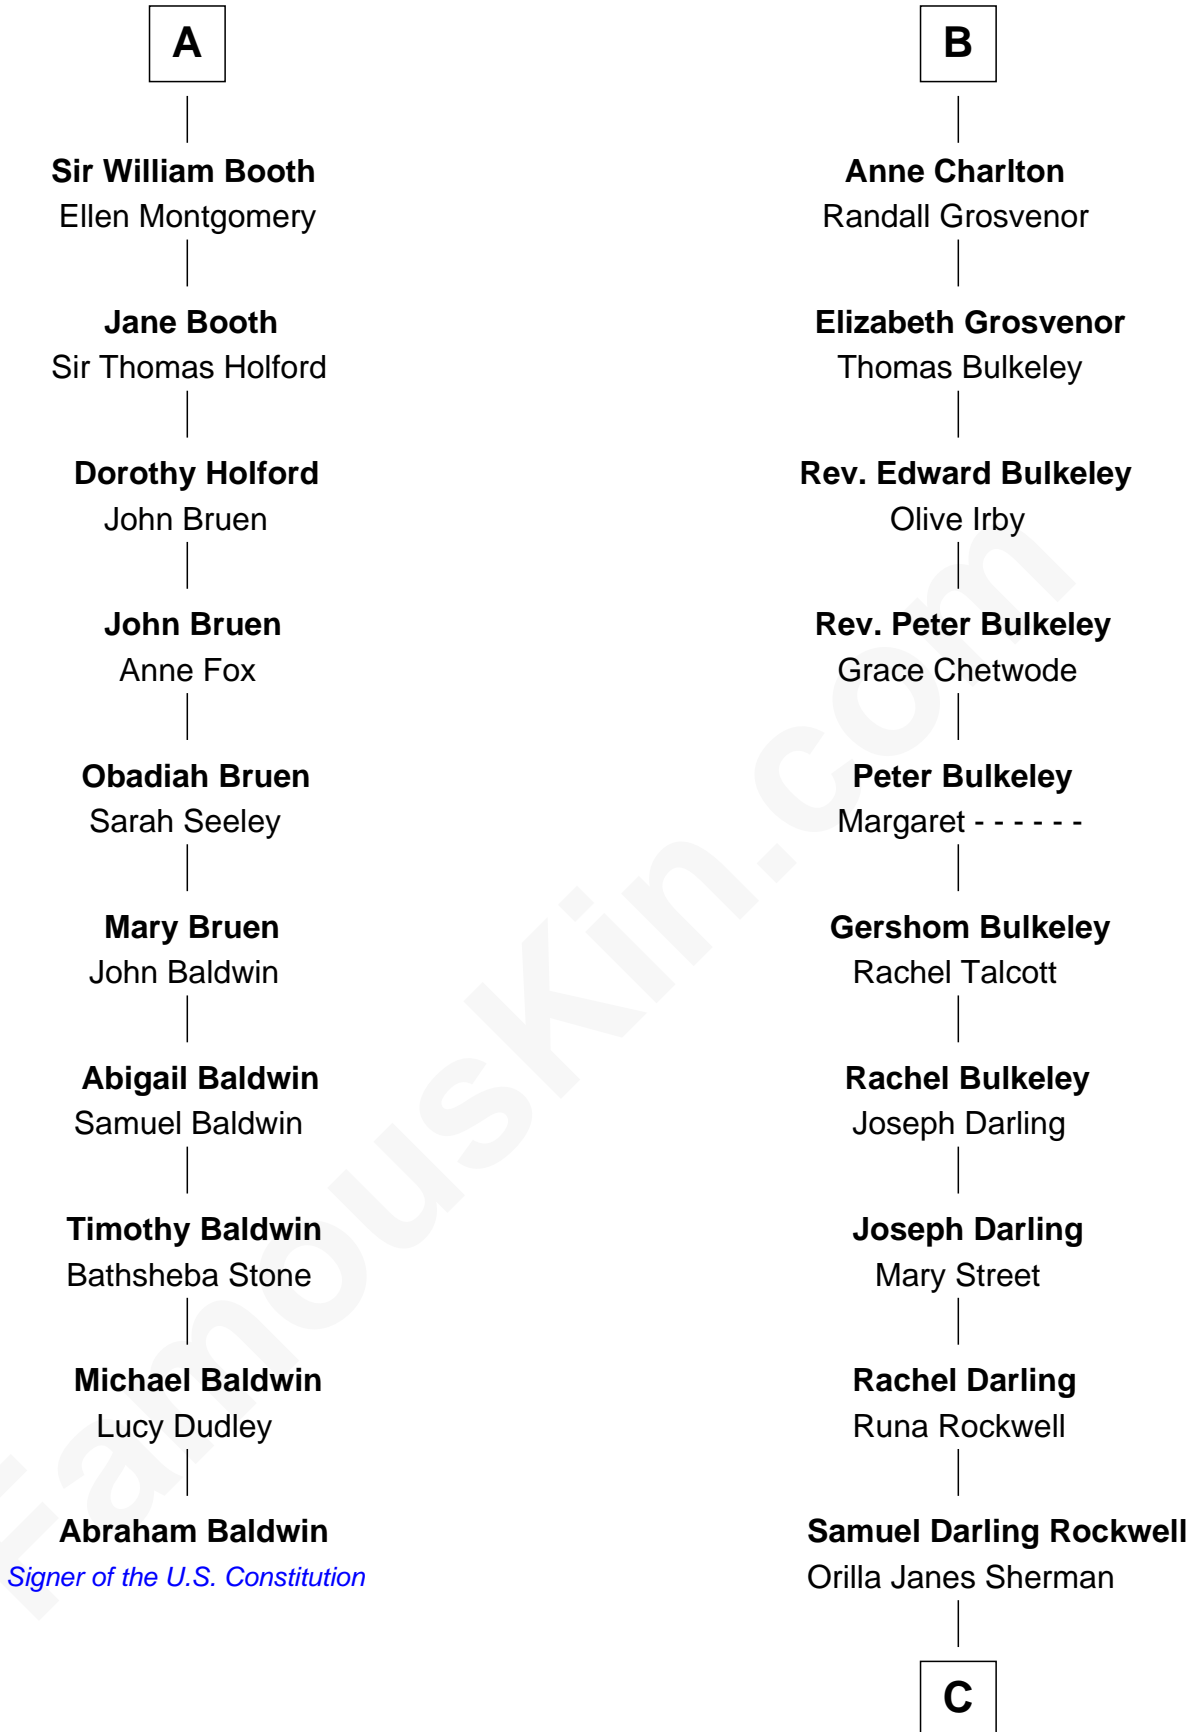 A
Sir William Booth
Ellen Montgomery
Jane Booth
Sir Thomas Holford
Dorothy Holford
John Bruen
John Bruen
Anne Fox
Obadiah Bruen
Sarah Seeley
Mary Bruen
John Baldwin
Abigail Baldwin
Samuel Baldwin
Timothy Baldwin
Bathsheba Stone
Michael Baldwin
Lucy Dudley
Abraham Baldwin
Signer of the U.S. Constitution
B
Anne Charlton
Randall Grosvenor
Elizabeth Grosvenor
Thomas Bulkeley
Rev. Edward Bulkeley
Olive Irby
Rev. Peter Bulkeley
Grace Chetwode
Peter Bulkeley
Margaret - - - - - -
Gershom Bulkeley
Rachel Talcott
Rachel Bulkeley
Joseph Darling
Joseph Darling
Mary Street
Rachel Darling
Runa Rockwell
Samuel Darling Rockwell
Orilla Janes Sherman
C
FamousKin.com